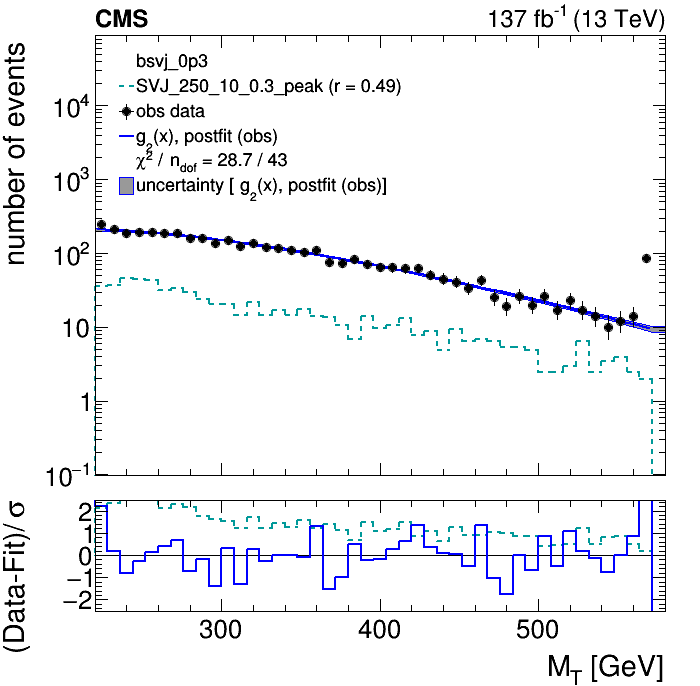 CMS
137 fb⁻¹ (13 TeV)
bsvj_0p3
SVJ_250_10_0.3_peak (r = 0.49)
obs data
g₂(x), postfit (obs)
χ² / n_dof = 28.7 / 43
uncertainty [ g₂(x), postfit (obs)]
number of events
10⁴
10³
10²
10
1
10⁻¹
(Data-Fit)/σ
2
1
0
−1
−2
300
400
500
M_T [GeV]